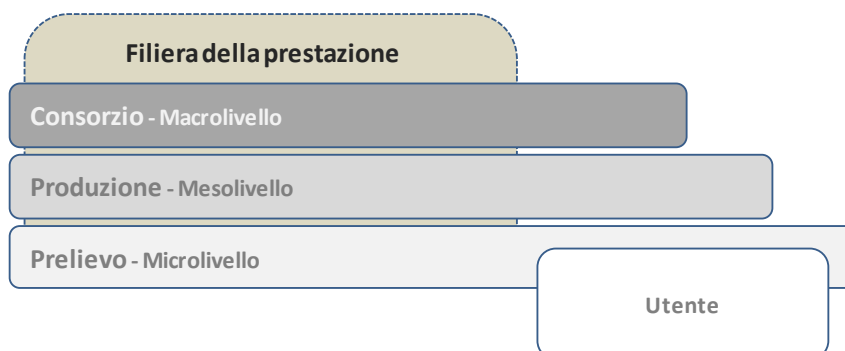 Filiera della prestazione
Consorzio - Macrolivello
Produzione - Mesolivello
Prelievo - Microlivello
Utente